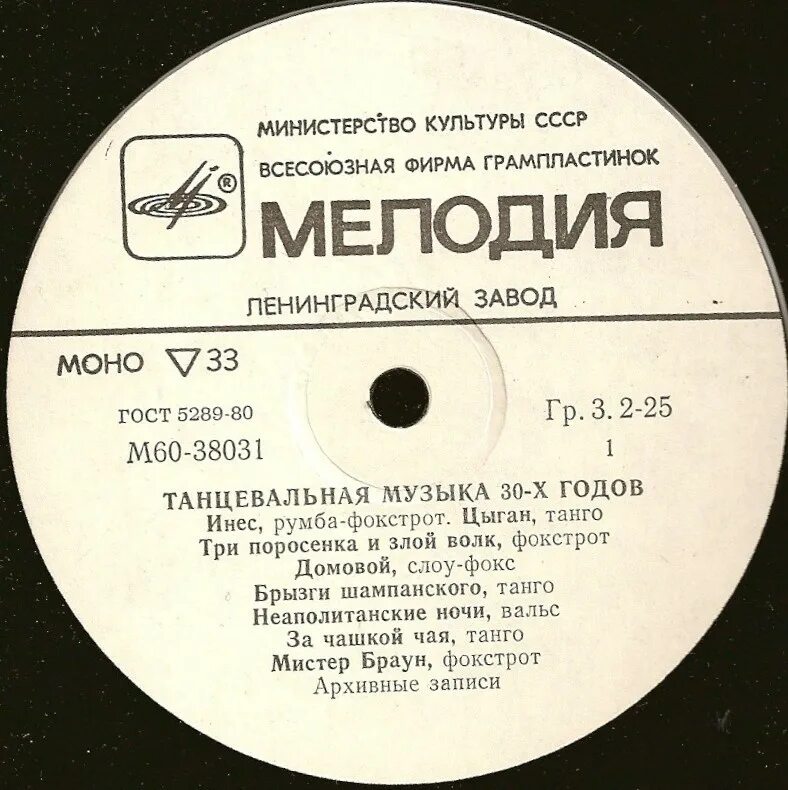 МИНИСТЕРСТВО КУЛЬТУРЫ СССР
ВСЕСОЮЗНАЯ ФИРМА ГРАМПЛАСТИНОК
®
МЕЛОДИЯ
ЛЕНИНГРАДСКИЙ ЗАВОД
МОНО ▽ 33
ГОСТ 5289-80
Гр. 3. 2-25
М60-38031
1
ТАНЦЕВАЛЬНАЯ МУЗЫКА 30-Х ГОДОВ
Инес, румба-фокстрот. Цыган, танго
Три поросенка и злой волк, фокстрот
Домовой, слоу-фокс
Брызги шампанского, танго
Неаполитанские ночи, вальс
За чашкой чая, танго
Мистер Браун, фокстрот
Архивные записи